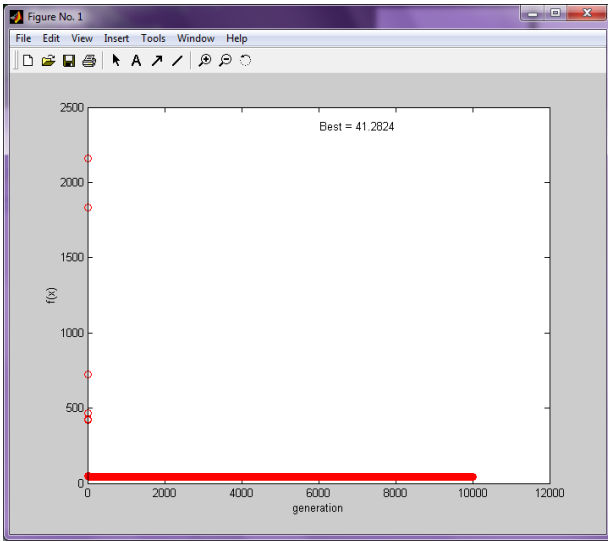 Figure No. 1
File Edit View Insert Tools Window Help
Best = 41.2824
2500
2000
1500
1000
500
0
f(x)
0 2000 4000 6000 8000 10000 12000
generation